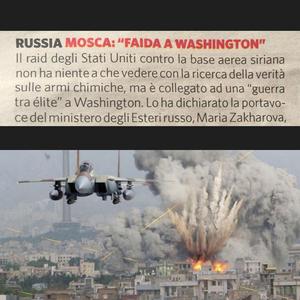 RUSSIA MOSCA: “FAIDA A WASHINGTON”
Il raid degli Stati Uniti contro la base aerea siriana
non ha niente a che vedere con la ricerca della verità
sulle armi chimiche, ma è collegato ad una “guerra
tra élite” a Washington. Lo ha dichiarato la portavo-
ce del ministero degli Esteri russo, Maria Zakharova,